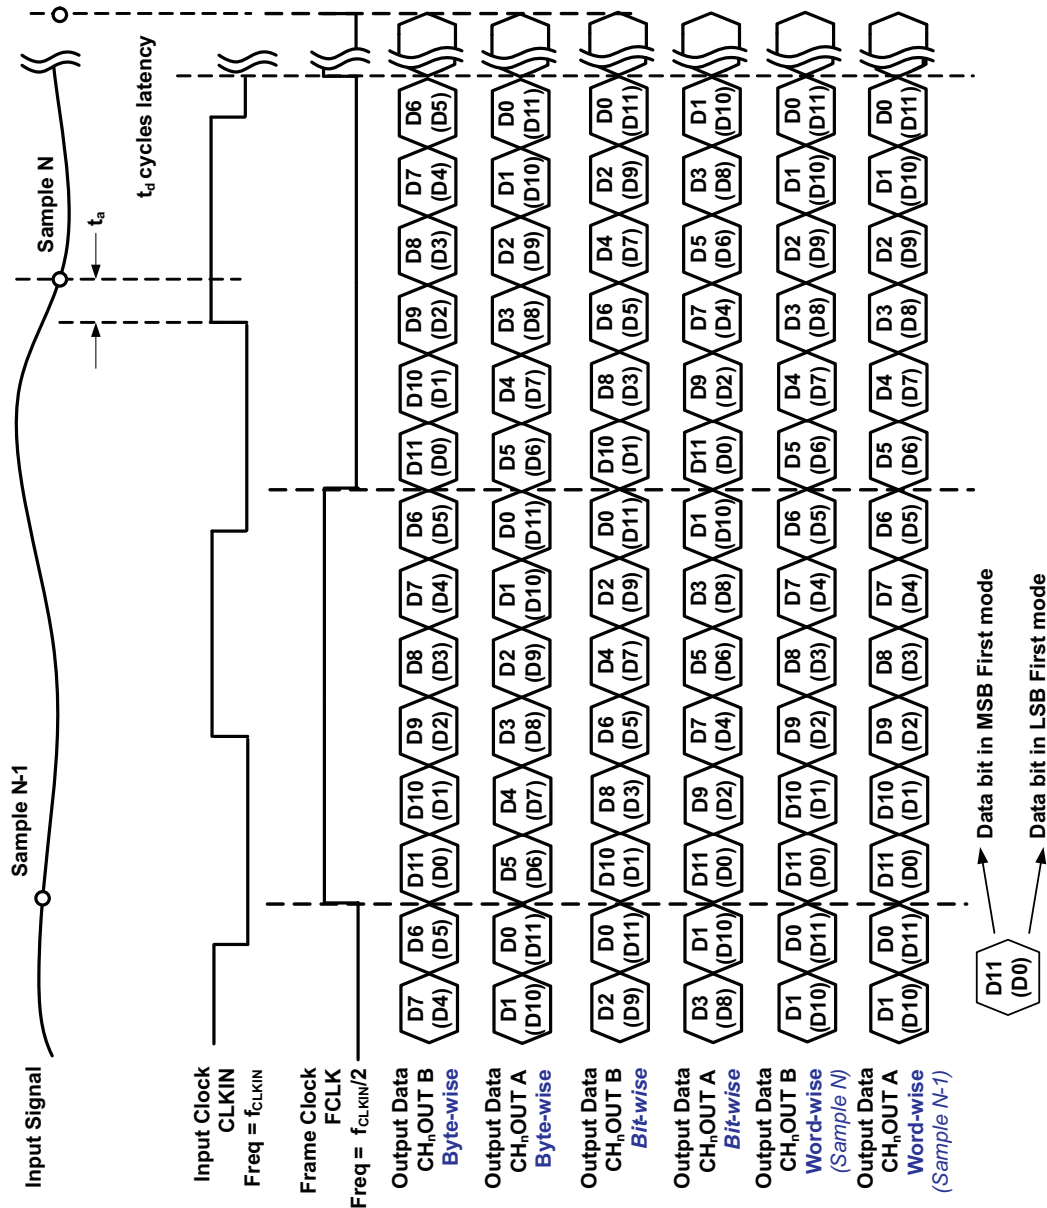 Sample N-1
Sample N
Input Signal
tₐ
t_d cycles latency
Input Clock
CLKIN
Freq = f_CLKIN
Frame Clock
FCLK
Freq = f_CLKIN/2
Output Data
CHₙOUT B
Byte-wise
D7 D6 D11 D10 D9 D8 D7 D6 D11 D10 D9 D8 D7 D6
(D4) (D5) (D0) (D1) (D2) (D3) (D4) (D5) (D0) (D1) (D2) (D3) (D4) (D5)
Output Data
CHₙOUT A
Byte-wise
D1 D0 D5 D4 D3 D2 D1 D0 D5 D4 D3 D2 D1 D0
(D10) (D11) (D6) (D7) (D8) (D9) (D10) (D11) (D6) (D7) (D8) (D9) (D10) (D11)
Output Data
CHₙOUT B
Bit-wise
D2 D0 D10 D8 D6 D4 D2 D0 D10 D8 D6 D4 D2 D0
(D9) (D11) (D1) (D3) (D5) (D7) (D9) (D11) (D1) (D3) (D5) (D7) (D9) (D11)
Output Data
CHₙOUT A
Bit-wise
D3 D1 D11 D9 D7 D5 D3 D1 D11 D9 D7 D5 D3 D1
(D8) (D10) (D0) (D2) (D4) (D6) (D8) (D10) (D0) (D2) (D4) (D6) (D8) (D10)
Output Data
CHₙOUT B
Word-wise
(Sample N)
D1 D0 D11 D10 D9 D8 D7 D6 D5 D4 D3 D2 D1 D0
(D10) (D11) (D0) (D1) (D2) (D3) (D4) (D5) (D6) (D7) (D8) (D9) (D10) (D11)
Output Data
CHₙOUT A
Word-wise
(Sample N-1)
D1 D0 D11 D10 D9 D8 D7 D6 D5 D4 D3 D2 D1 D0
(D10) (D11) (D0) (D1) (D2) (D3) (D4) (D5) (D6) (D7) (D8) (D9) (D10) (D11)
D11
(D0)
Data bit in MSB First mode
Data bit in LSB First mode